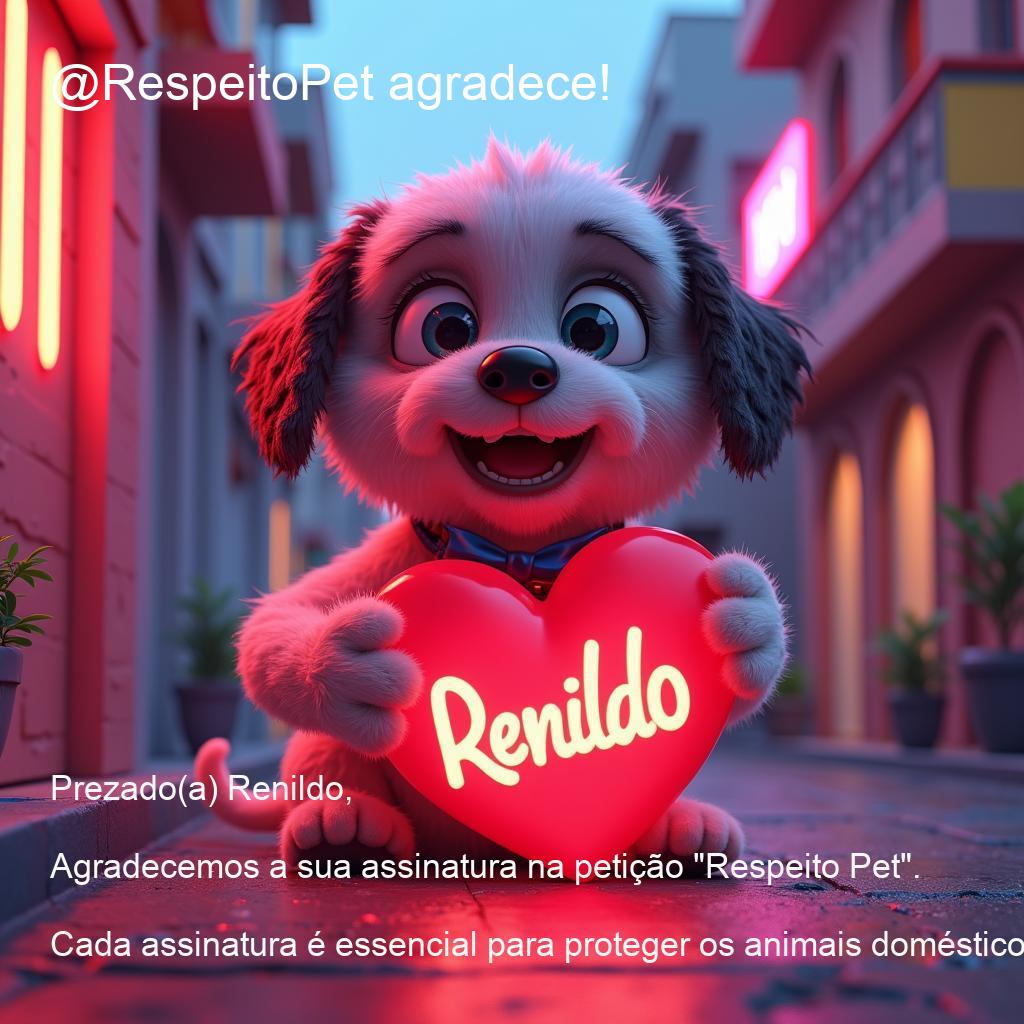 @RespeitoPet agradece!
Renildo
Prezado(a) Renildo,
Agradecemos a sua assinatura na petição "Respeito Pet".
Cada assinatura é essencial para proteger os animais doméstico